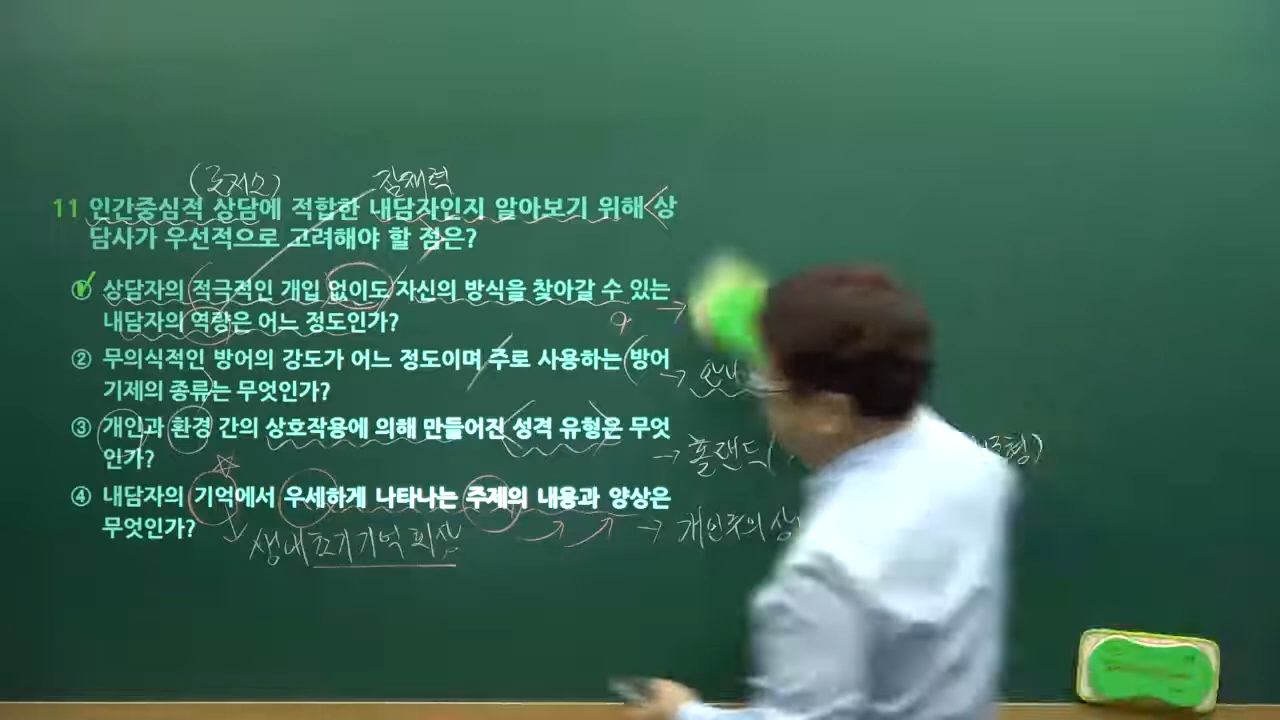 (로저스) 잠재력
11 인간중심적 상담에 적합한 내담자인지 알아보기 위해 상
담사가 우선적으로 고려해야 할 점은?
① 상담자의 적극적인 개입 없이도 자신의 방식을 찾아갈 수 있는
내담자의 역량은 어느 정도인가?
② 무의식적인 방어의 강도가 어느 정도이며 주로 사용하는 방어
기제의 종류는 무엇인가?
③ 개인과 환경 간의 상호작용에 의해 만들어진 성격 유형은 무엇
인가?
→ 홀랜드
④ 내담자의 기억에서 우세하게 나타나는 주제의 내용과 양상은
무엇인가?
생애초기기억 회상
→ 개인주의